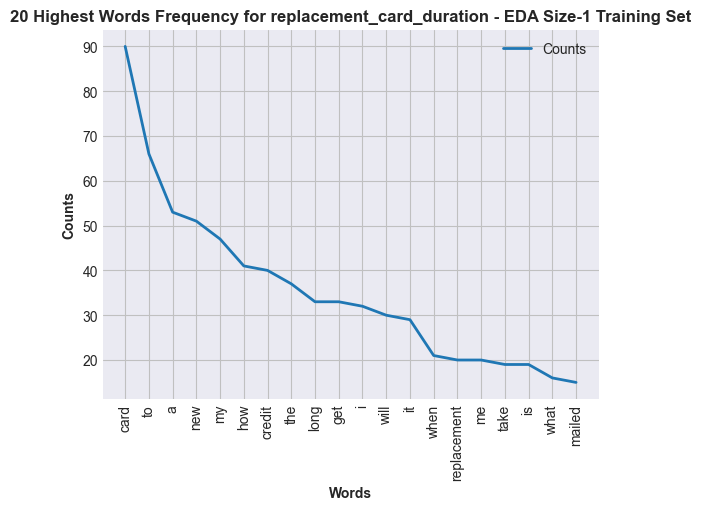 20 Highest Words Frequency for replacement_card_duration - EDA Size-1 Training Set
Counts
90
80
70
60
50
40
30
20
Counts
card
to
a
new
my
how
credit
the
long
get
i
will
it
when
replacement
me
take
is
what
mailed
Words